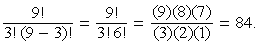 9!/(3!(9 − 3)!) = 9!/(3!6!) = (9)(8)(7)/((3)(2)(1)) = 84.